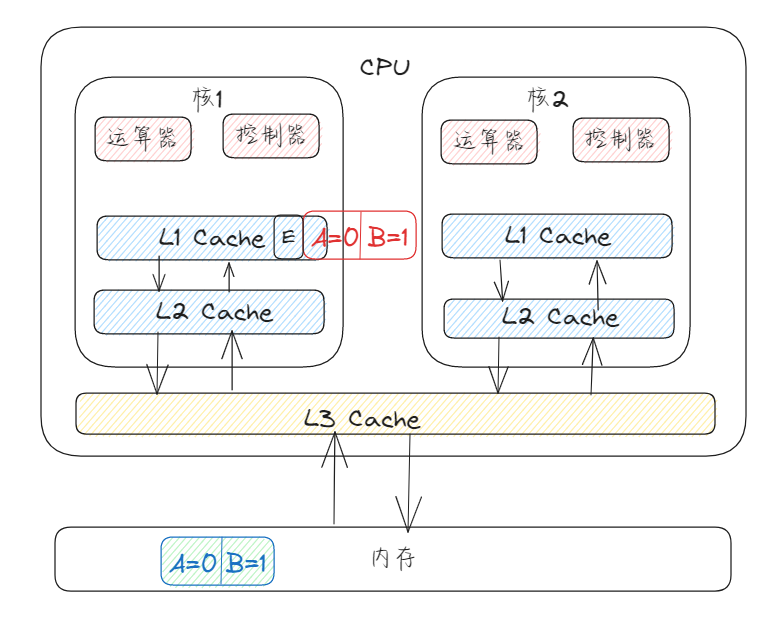 CPU
核1
核2
运算器
控制器
运算器
控制器
L1 Cache
E
A=0
B=1
L1 Cache
L2 Cache
L2 Cache
L3 Cache
A=0
B=1
内存